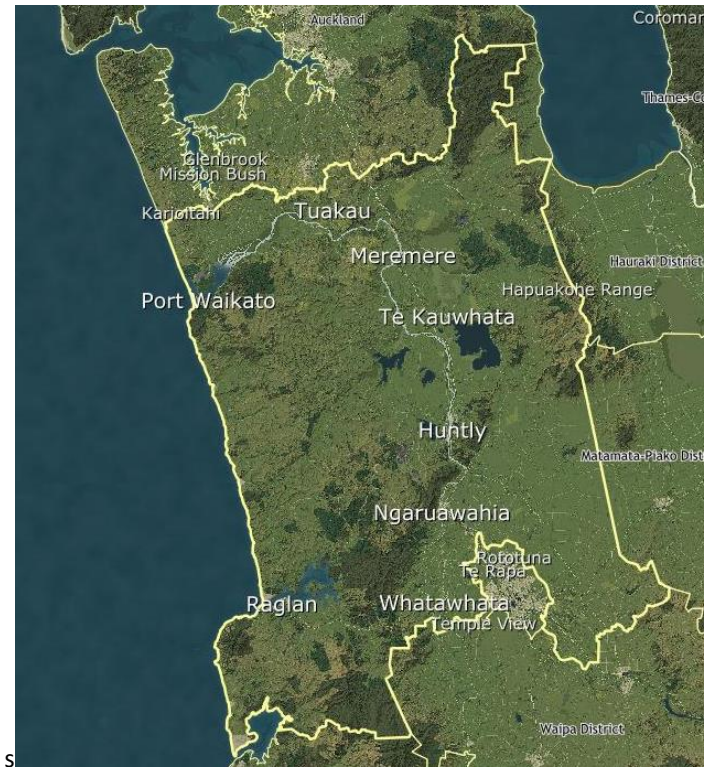 Auckland
Coromar
Thames-Co
Glenbrook
Mission Bush
Karioitahi
Tuakau
Meremere
Hauraki District
Hapuakohe Range
Port Waikato
Te Kauwhata
Huntly
Matamata-Piako Dist
Ngaruawahia
Rototuna
Te Rapa
Raglan
Whatawhata
Temple View
Waipa District
s